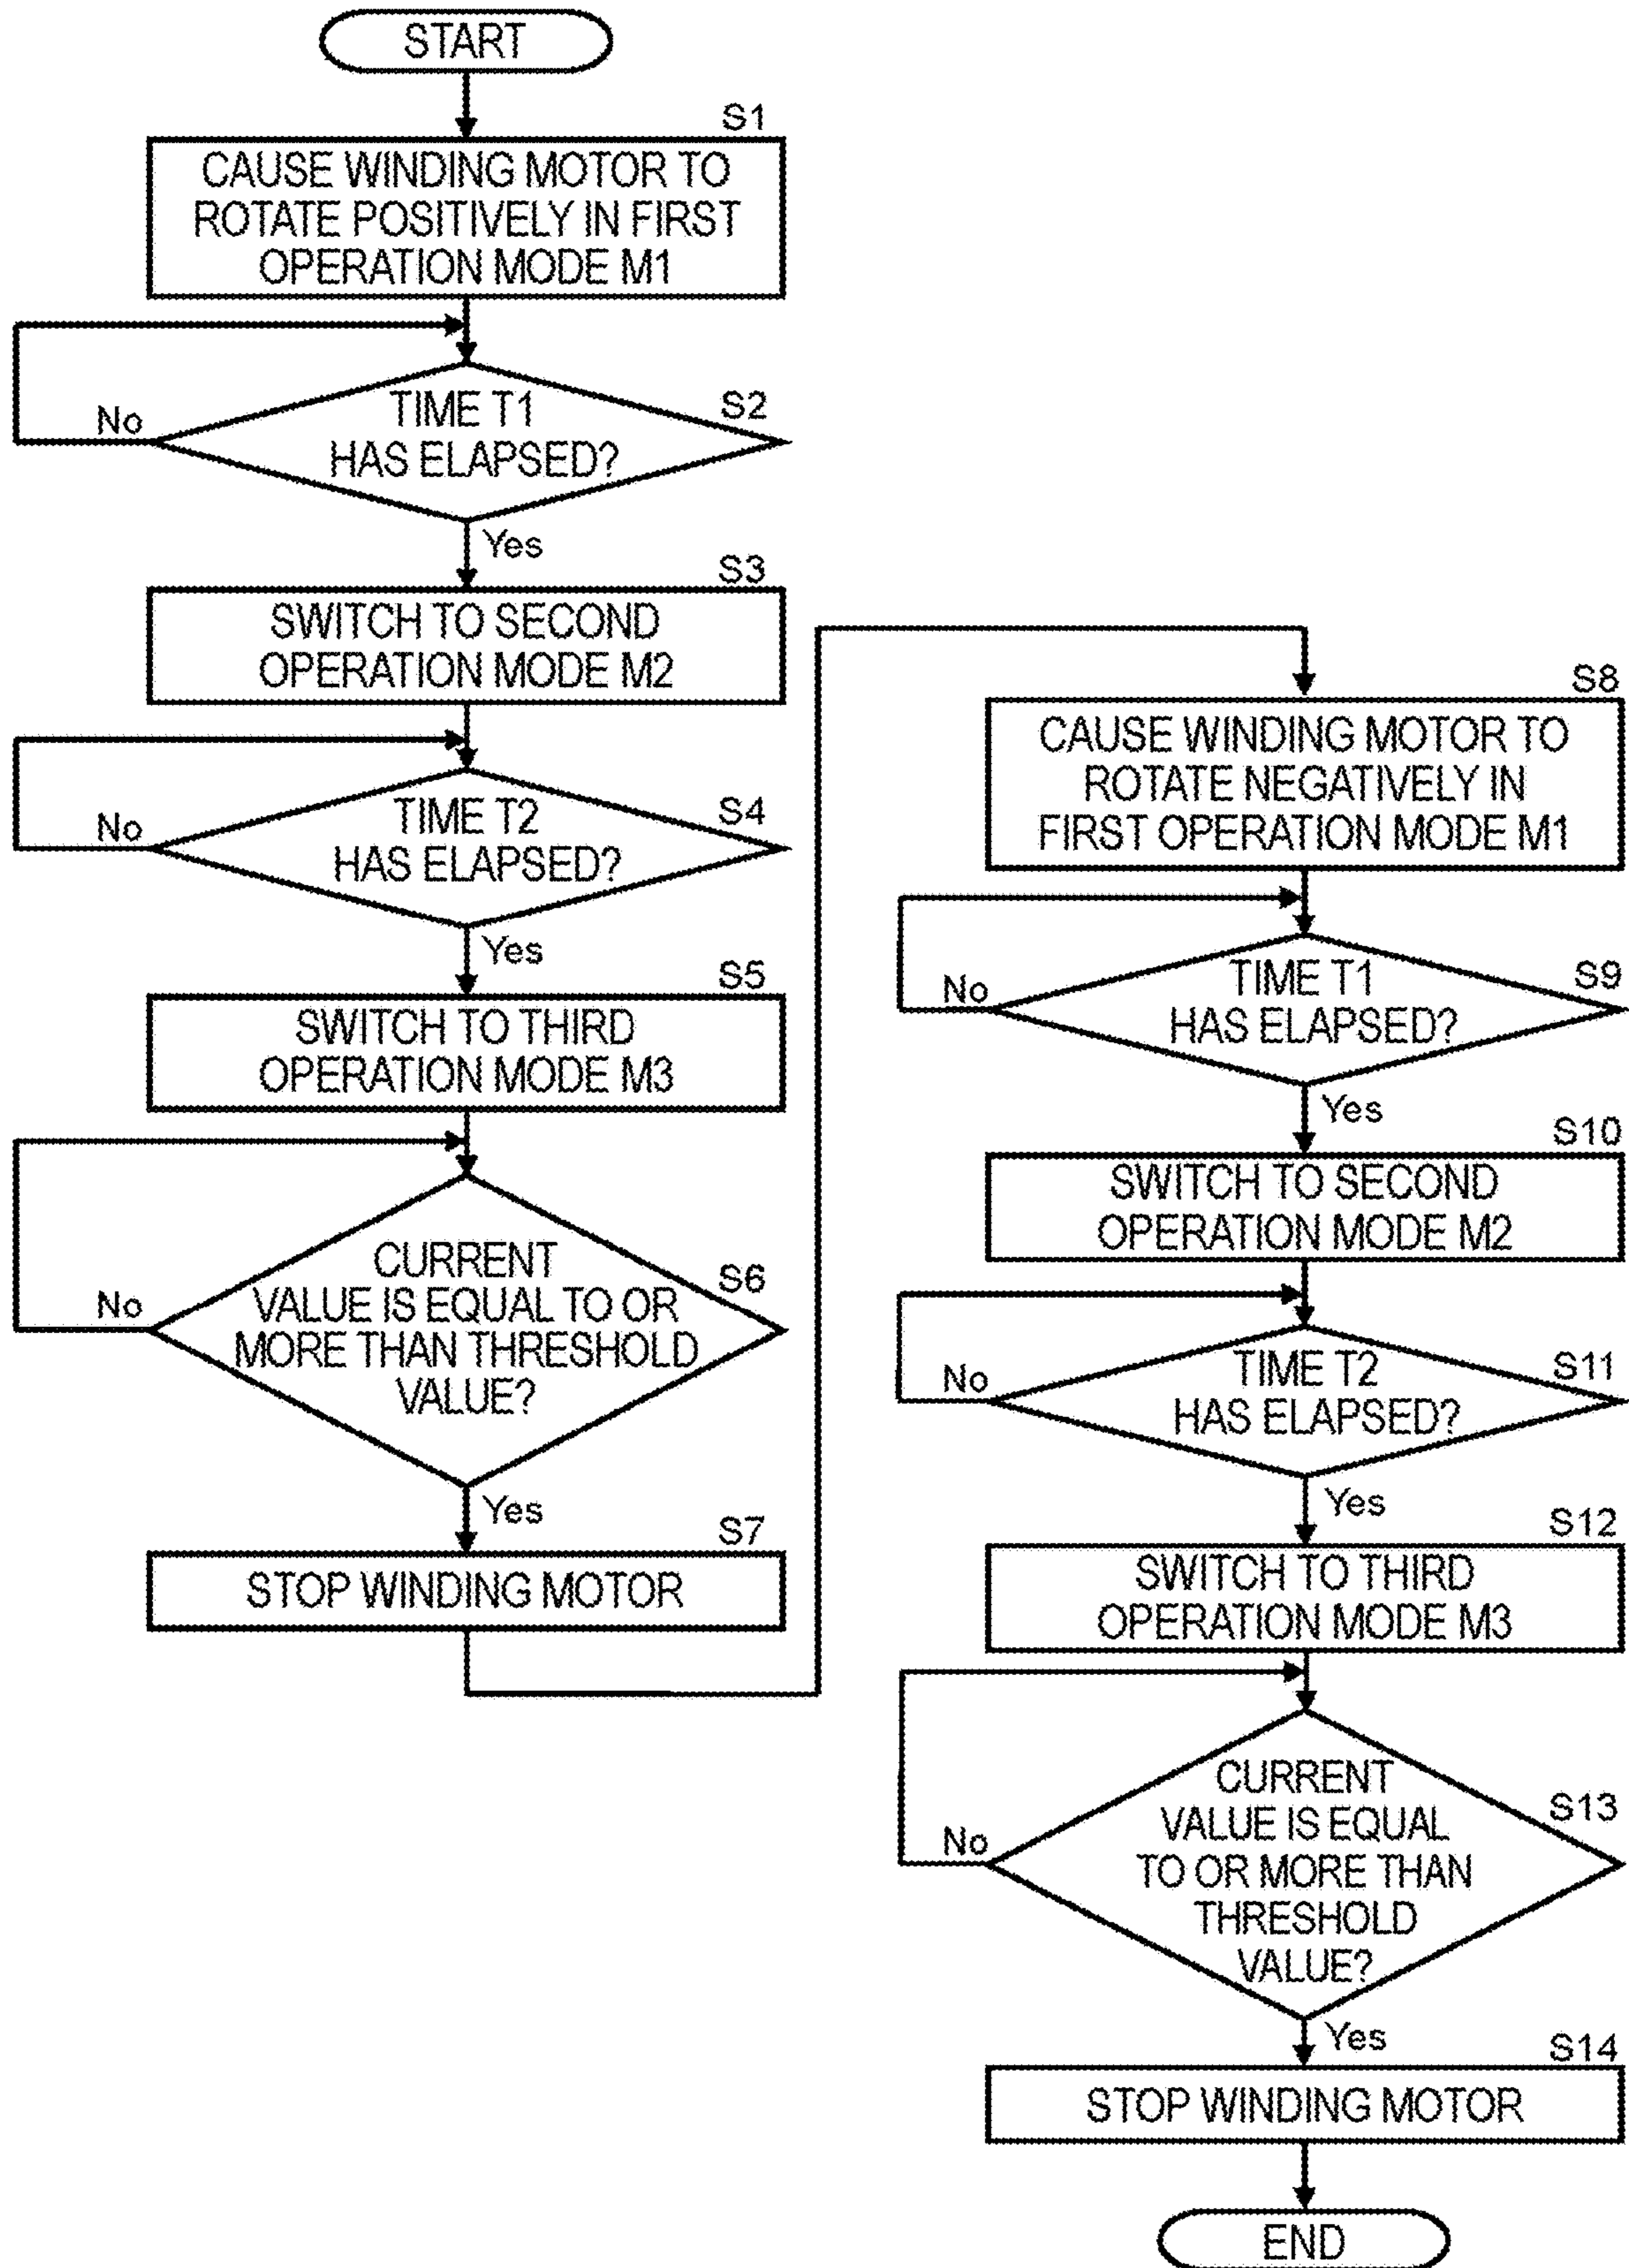 START
S1
CAUSE WINDING MOTOR TO
ROTATE POSITIVELY IN FIRST
OPERATION MODE M1
S2
TIME T1
HAS ELAPSED?
No
Yes
S3
SWITCH TO SECOND
OPERATION MODE M2
S4
TIME T2
HAS ELAPSED?
No
Yes
S5
SWITCH TO THIRD
OPERATION MODE M3
S6
CURRENT
VALUE IS EQUAL TO OR
MORE THAN THRESHOLD
VALUE?
No
Yes
S7
STOP WINDING MOTOR
S8
CAUSE WINDING MOTOR TO
ROTATE NEGATIVELY IN
FIRST OPERATION MODE M1
S9
TIME T1
HAS ELAPSED?
No
Yes
S10
SWITCH TO SECOND
OPERATION MODE M2
S11
TIME T2
HAS ELAPSED?
No
Yes
S12
SWITCH TO THIRD
OPERATION MODE M3
S13
CURRENT
VALUE IS EQUAL
TO OR MORE THAN
THRESHOLD
VALUE?
No
Yes
S14
STOP WINDING MOTOR
END